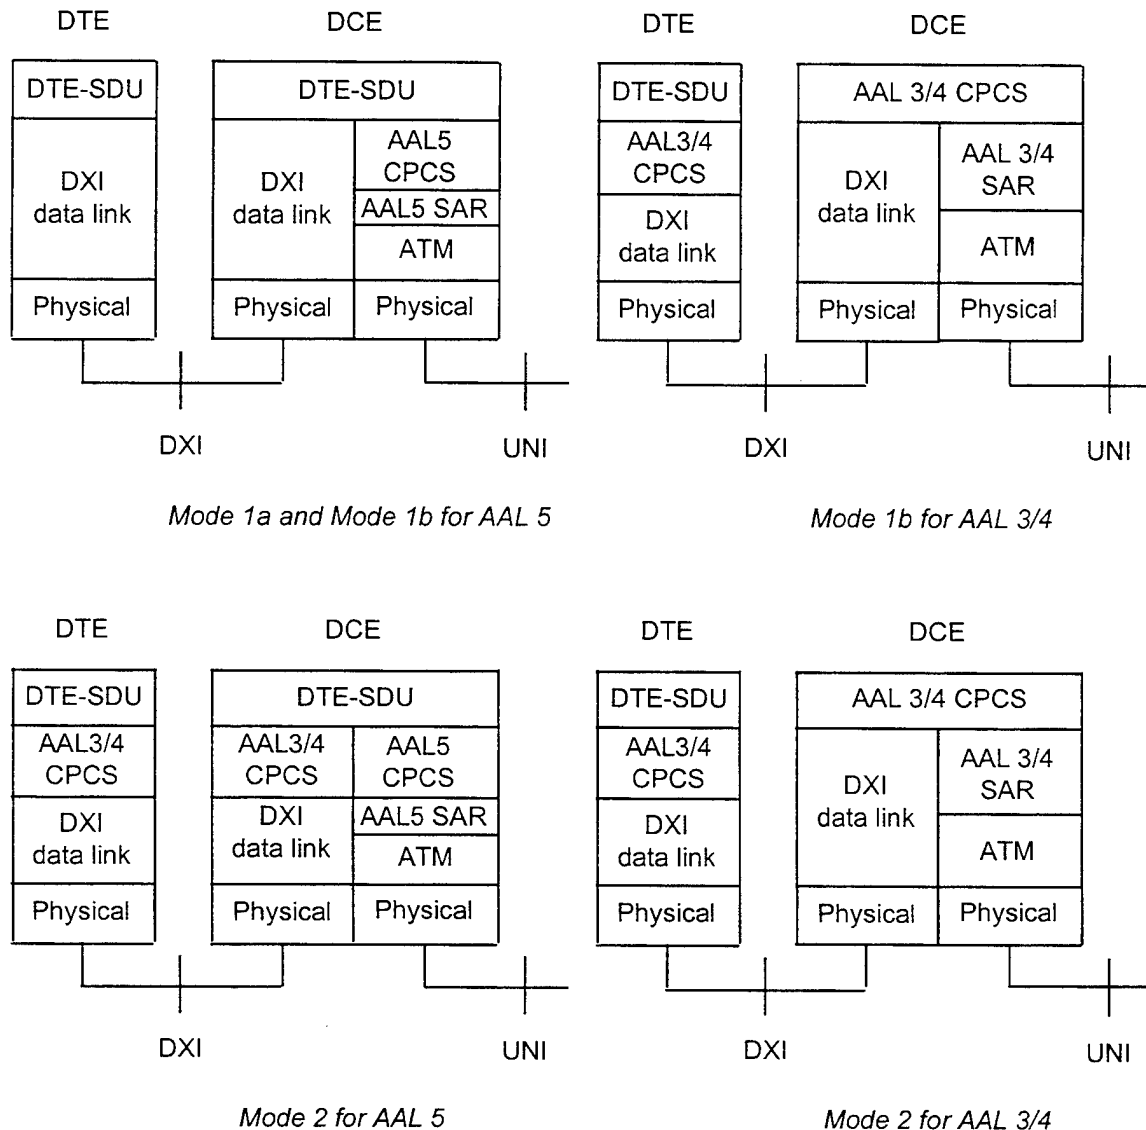 DTE
DCE
DTE-SDU
DXI
data link
Physical
DTE-SDU
DXI
data link
AAL5
CPCS
AAL5 SAR
ATM
Physical
Physical
DXI
UNI
Mode 1a and Mode 1b for AAL 5
DTE
DCE
DTE-SDU
AAL3/4
CPCS
DXI
data link
Physical
AAL 3/4 CPCS
DXI
data link
AAL 3/4
SAR
ATM
Physical
Physical
DXI
UNI
Mode 1b for AAL 3/4
DTE
DCE
DTE-SDU
AAL3/4
CPCS
DXI
data link
Physical
DTE-SDU
AAL3/4
CPCS
DXI
data link
AAL5
CPCS
AAL5 SAR
ATM
Physical
Physical
DXI
UNI
Mode 2 for AAL 5
DTE
DCE
DTE-SDU
AAL3/4
CPCS
DXI
data link
Physical
AAL 3/4 CPCS
DXI
data link
AAL 3/4
SAR
ATM
Physical
Physical
DXI
UNI
Mode 2 for AAL 3/4